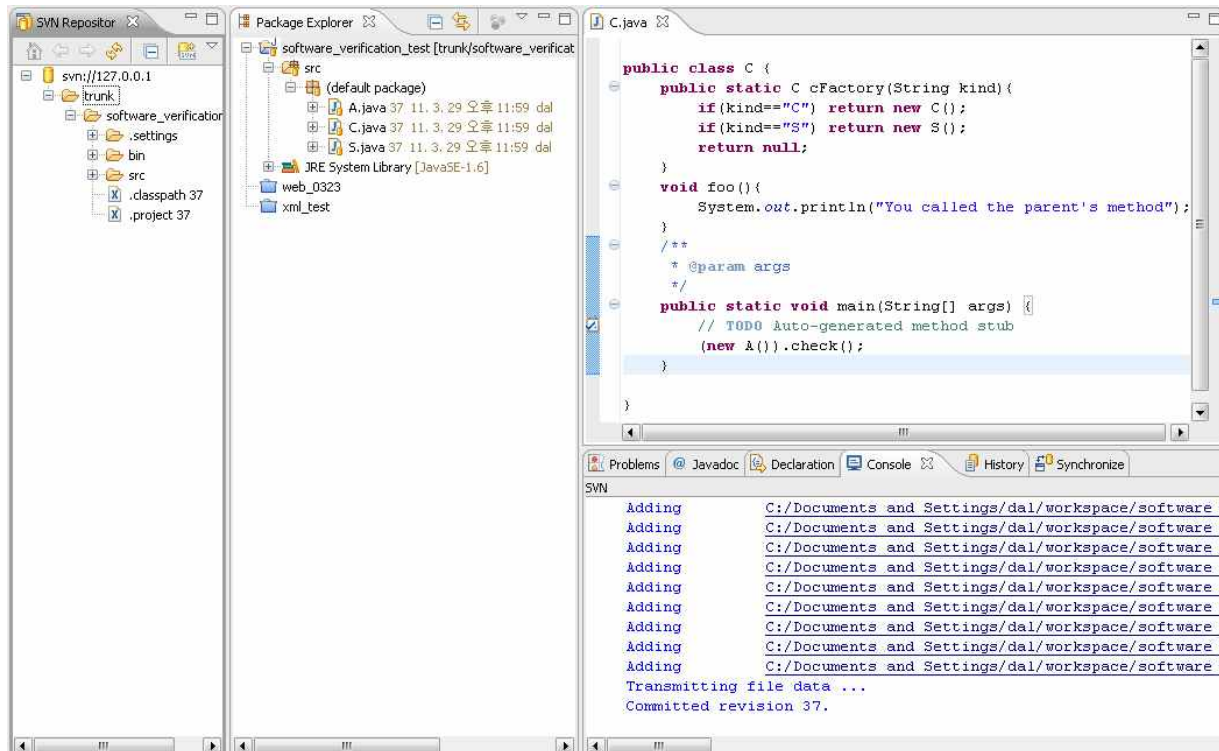 SVN Repositor
svn://127.0.0.1
trunk
software_verification
.settings
bin
src
.classpath 37
.project 37
Package Explorer
software_verification_test [trunk/software_verificat
src
(default package)
A.java 37 11. 3. 29 오후 11:59 dal
C.java 37 11. 3. 29 오후 11:59 dal
S.java 37 11. 3. 29 오후 11:59 dal
JRE System Library [JavaSE-1.6]
web_0323
xml_test
C.java
public class C {
public static C cFactory(String kind){
if(kind=="C") return new C();
if(kind=="S") return new S();
return null;
}
void foo(){
System.out.println("You called the parent's method");
}
/**
* @param args
*/
public static void main(String[] args) {
// TODO Auto-generated method stub
(new A()).check();
}
}
Problems @ Javadoc Declaration Console History Synchronize
SVN
Adding C:/Documents and Settings/dal/workspace/software
Adding C:/Documents and Settings/dal/workspace/software
Adding C:/Documents and Settings/dal/workspace/software
Adding C:/Documents and Settings/dal/workspace/software
Adding C:/Documents and Settings/dal/workspace/software
Adding C:/Documents and Settings/dal/workspace/software
Adding C:/Documents and Settings/dal/workspace/software
Adding C:/Documents and Settings/dal/workspace/software
Adding C:/Documents and Settings/dal/workspace/software
Transmitting file data ...
Committed revision 37.